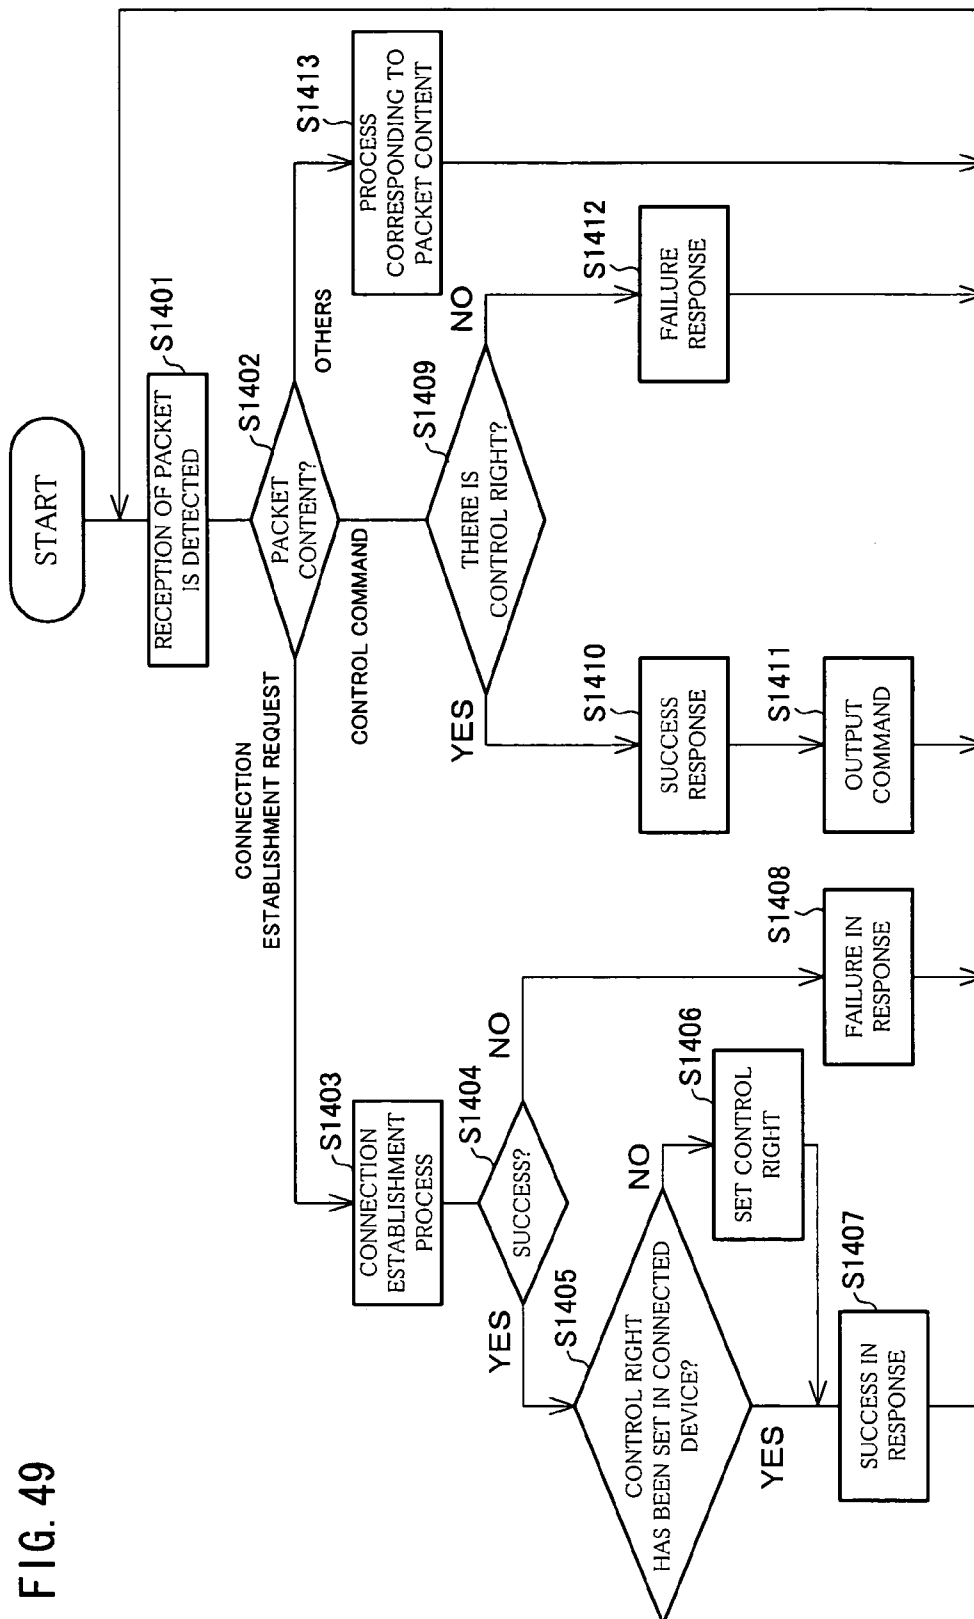 FIG. 49
START
S1401
RECEPTION OF PACKET
IS DETECTED
S1402
PACKET
CONTENT?
CONNECTION
ESTABLISHMENT REQUEST
CONTROL COMMAND
OTHERS
S1403
CONNECTION
ESTABLISHMENT
PROCESS
S1404
SUCCESS?
YES
NO
S1405
CONTROL RIGHT
HAS BEEN SET IN CONNECTED
DEVICE?
NO
YES
S1406
SET CONTROL
RIGHT
S1407
SUCCESS IN
RESPONSE
S1408
FAILURE IN
RESPONSE
S1409
THERE IS
CONTROL RIGHT?
YES
NO
S1410
SUCCESS
RESPONSE
S1411
OUTPUT
COMMAND
S1412
FAILURE
RESPONSE
S1413
PROCESS
CORRESPONDING TO
PACKET CONTENT